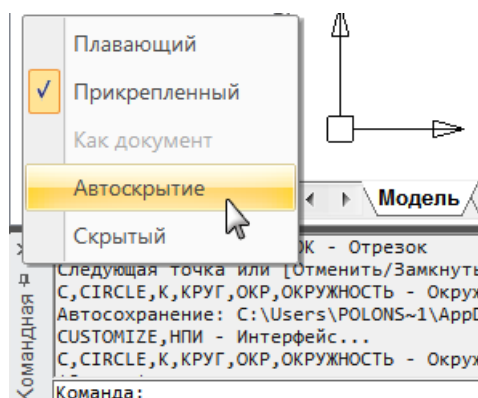 Плавающий
Прикрепленный
Как документ
Автоскрытие
Скрытый
Модель
ОК - Отрезок
Следующая точка или [Отменить/Замкнуть
C,CIRCLE,К,КРУГ,ОКР,ОКРУЖНОСТЬ - Окруж
Автосохранение: C:\Users\POLONS~1\AppD
CUSTOMIZE,НПИ - Интерфейс...
C,CIRCLE,К,КРУГ,ОКР,ОКРУЖНОСТЬ - Окруж
Команда:
Командная